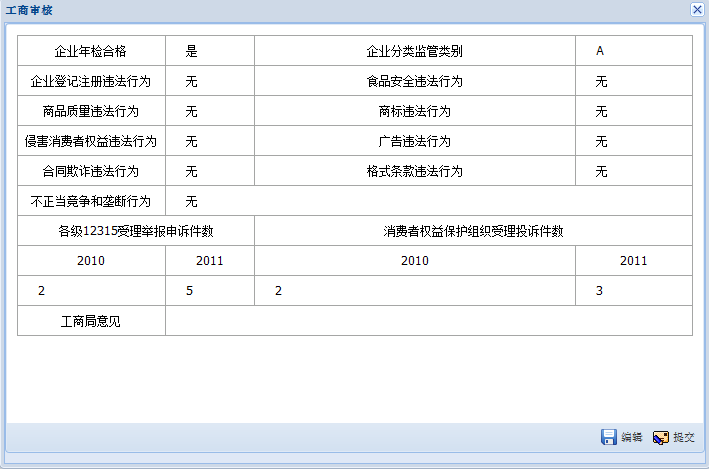 工商审核
企业年检合格 是 企业分类监管类别 A
企业登记注册违法行为 无 食品安全违法行为 无
商品质量违法行为 无 商标违法行为 无
侵害消费者权益违法行为 无 广告违法行为 无
合同欺诈违法行为 无 格式条款违法行为 无
不正当竞争和垄断行为 无
各级12315受理举报申诉件数 消费者权益保护组织受理投诉件数
2010 2011 2010 2011
2 5 2 3
工商局意见
编辑 提交